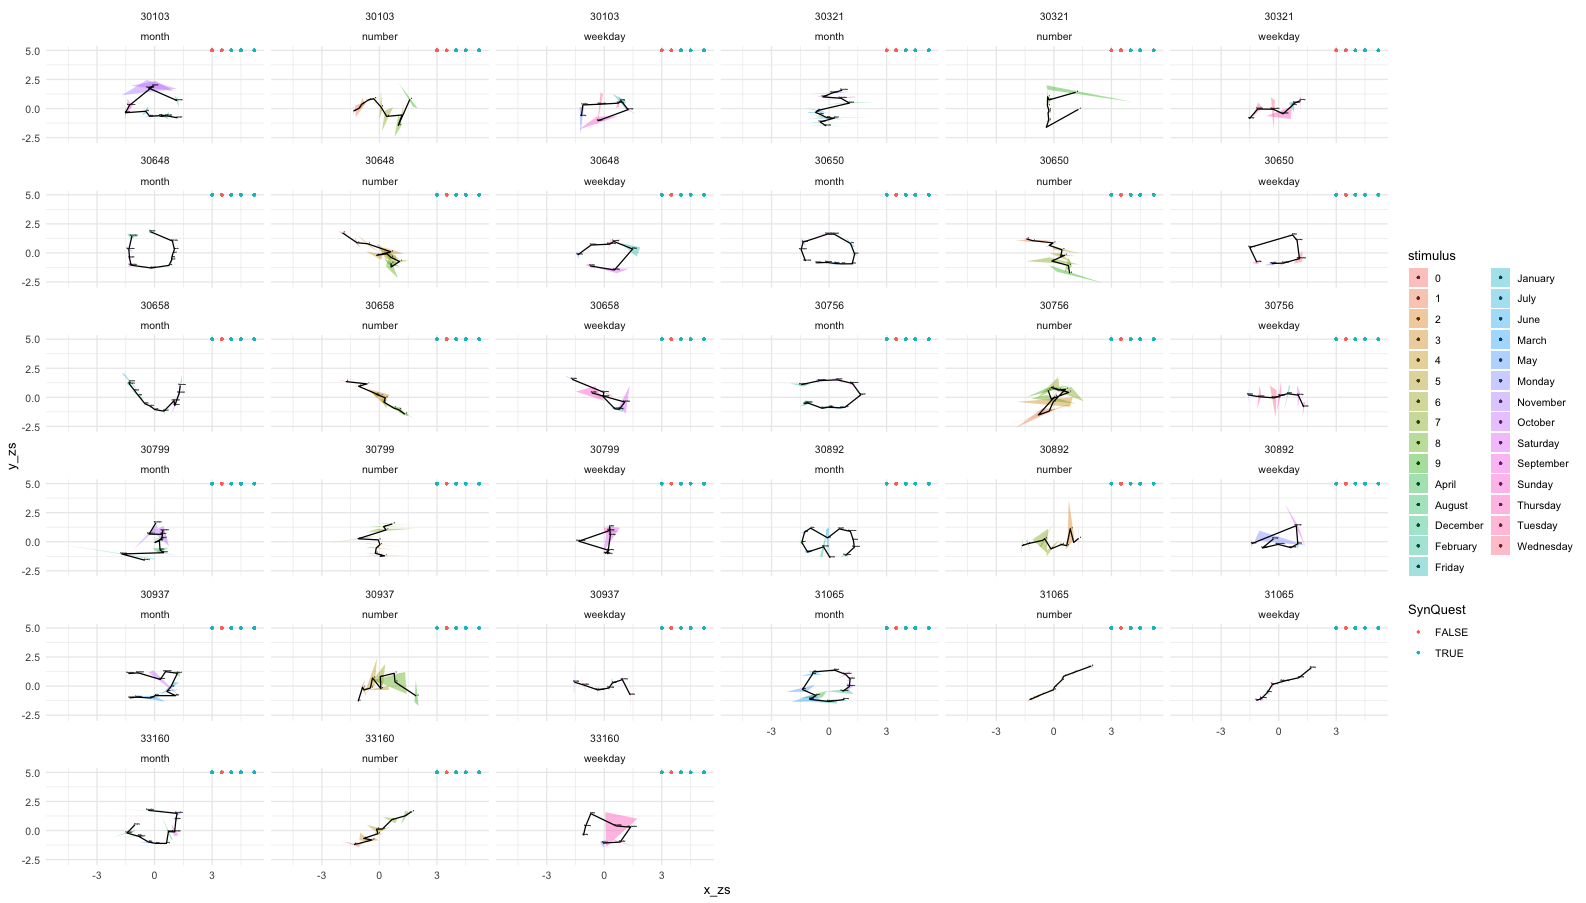 30103 30103 30103 30321 30321 30321
month number weekday month number weekday
5.0
2.5
0.0
-2.5
30648 30648 30648 30650 30650 30650
month number weekday month number weekday
5.0
2.5
0.0
-2.5
30658 30658 30658 30756 30756 30756
month number weekday month number weekday
5.0
2.5
0.0
-2.5
30799 30799 30799 30892 30892 30892
month number weekday month number weekday
5.0
2.5
0.0
-2.5
30937 30937 30937 31065 31065 31065
month number weekday month number weekday
5.0
2.5
0.0
-2.5
-3 0 3 -3 0 3 -3 0 3
33160 33160 33160
month number weekday
5.0
2.5
0.0
-2.5
-3 0 3 -3 0 3 -3 0 3
x_zs
y_zs
stimulus
0
1
2
3
4
5
6
7
8
9
April
August
December
February
Friday
January
July
June
March
May
Monday
November
October
Saturday
September
Sunday
Thursday
Tuesday
Wednesday
SynQuest
FALSE
TRUE